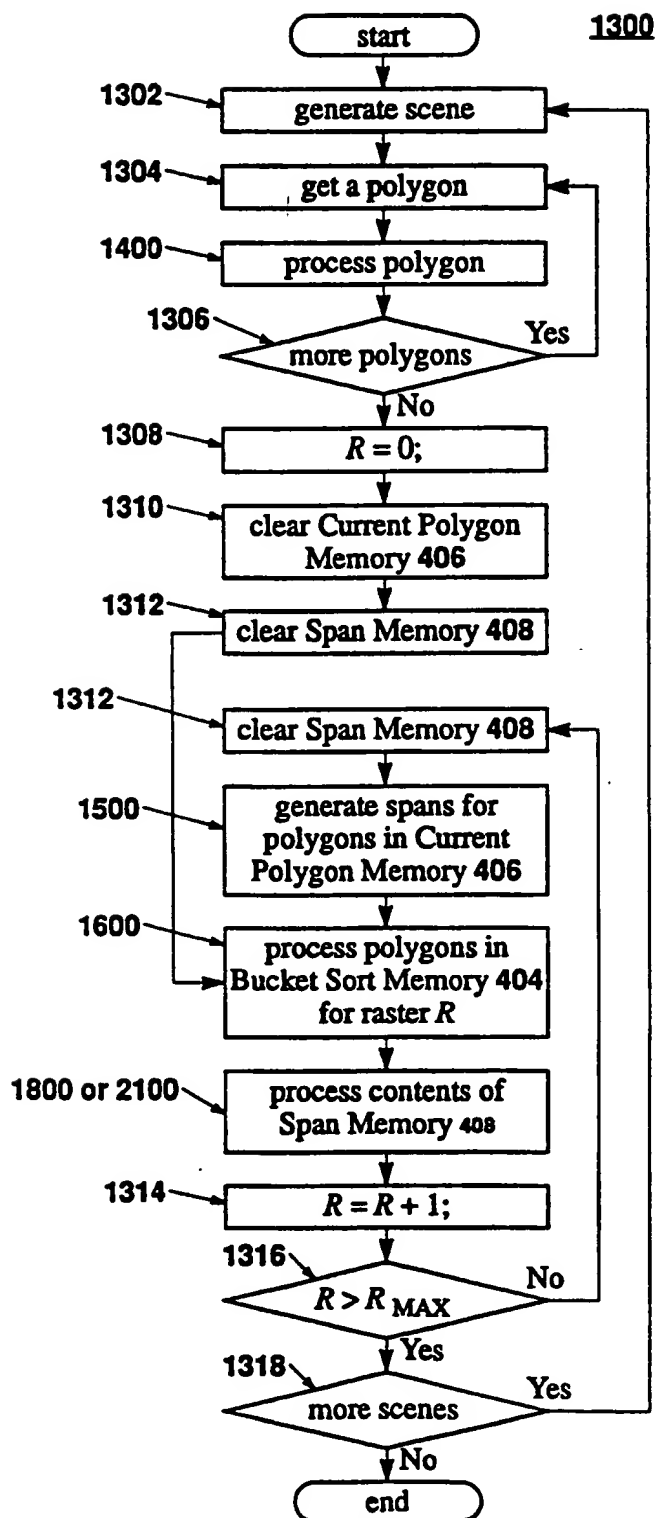 1300
start
1302
generate scene
1304
get a polygon
1400
process polygon
1306
more polygons
Yes
No
1308
R = 0;
1310
clear Current Polygon
Memory 406
1312
clear Span Memory 408
1312
clear Span Memory 408
1500
generate spans for
polygons in Current
Polygon Memory 406
1600
process polygons in
Bucket Sort Memory 404
for raster R
1800 or 2100
process contents of
Span Memory 408
1314
R = R + 1;
1316
R > R MAX
No
Yes
1318
more scenes
Yes
No
end